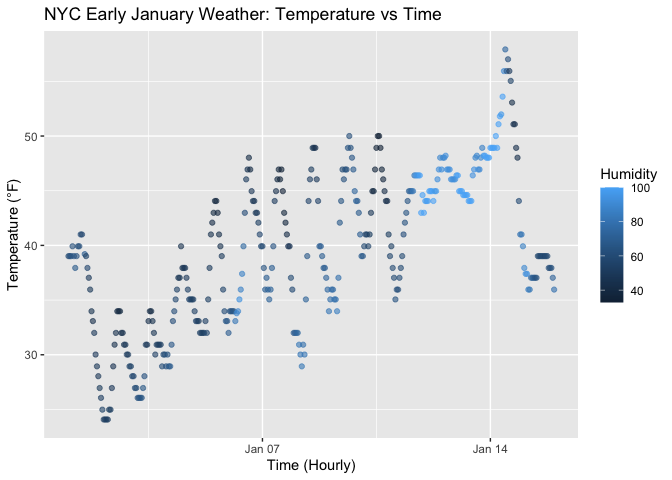 NYC Early January Weather: Temperature vs Time
Temperature (°F)
50
40
30
Jan 07
Jan 14
Time (Hourly)
Humidity
100
80
60
40